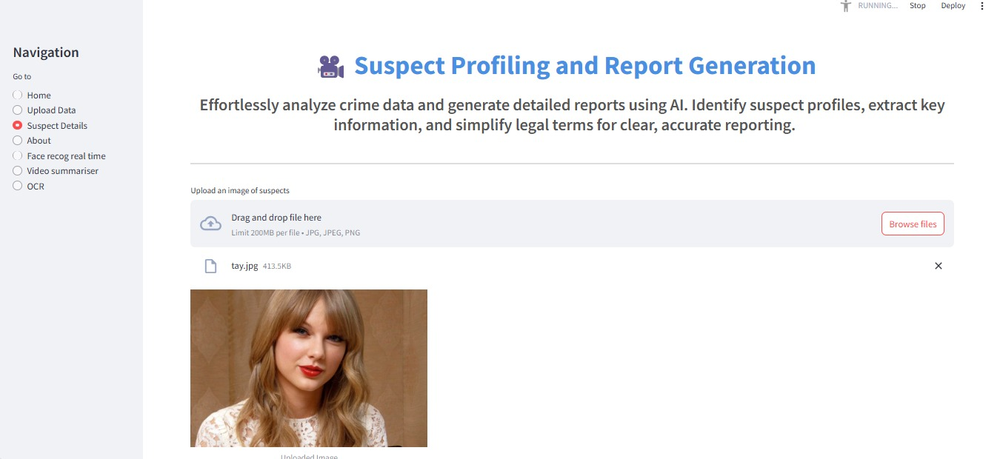 RUNNING...
Stop
Deploy
Navigation
Go to
Home
Upload Data
Suspect Details
About
Face recog real time
Video summariser
OCR
Suspect Profiling and Report Generation
Effortlessly analyze crime data and generate detailed reports using AI. Identify suspect profiles, extract key
information, and simplify legal terms for clear, accurate reporting.
Upload an image of suspects
Drag and drop file here
Limit 200MB per file • JPG, JPEG, PNG
Browse files
tay.jpg 413.5KB
Uploaded Image